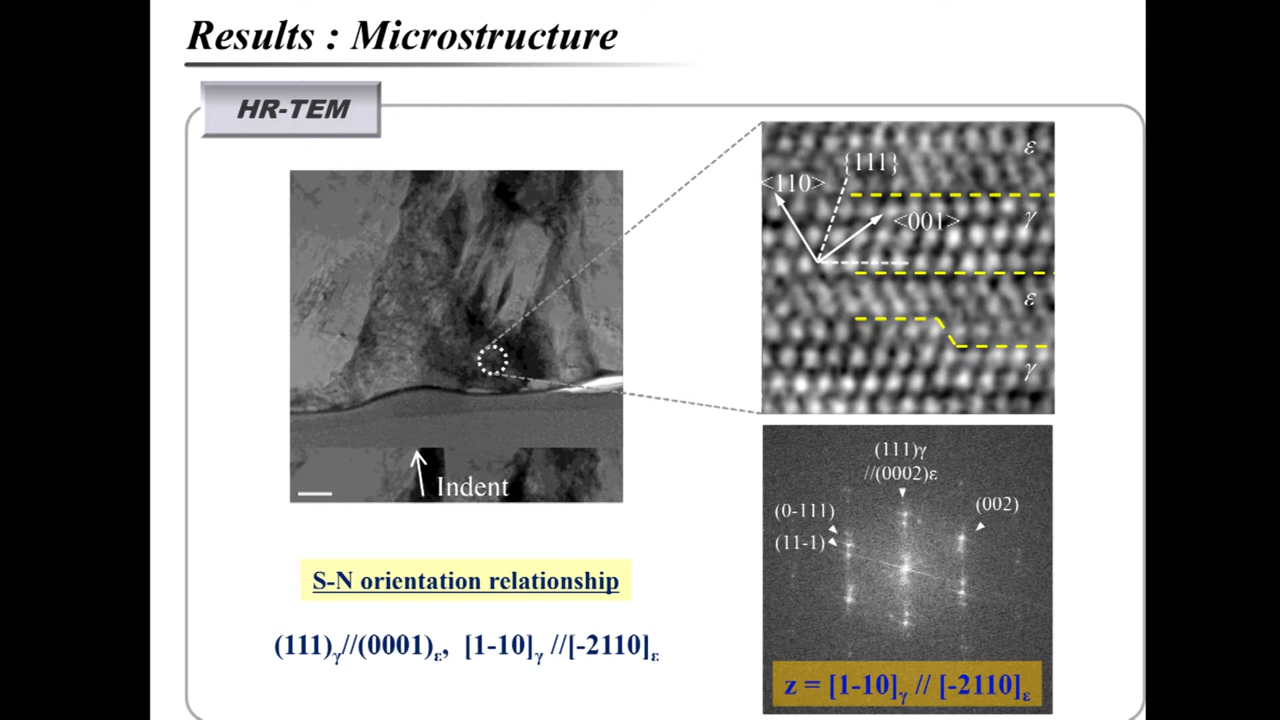 Results : Microstructure
HR-TEM
{111}
<110>
<001>
ε
γ
ε
γ
Indent
(111)γ
//(0002)ε
(0-111)
(002)
(11-1)
S-N orientation relationship
(111)γ//(0001)ε, [1-10]γ //[-2110]ε
z = [1-10]γ // [-2110]ε